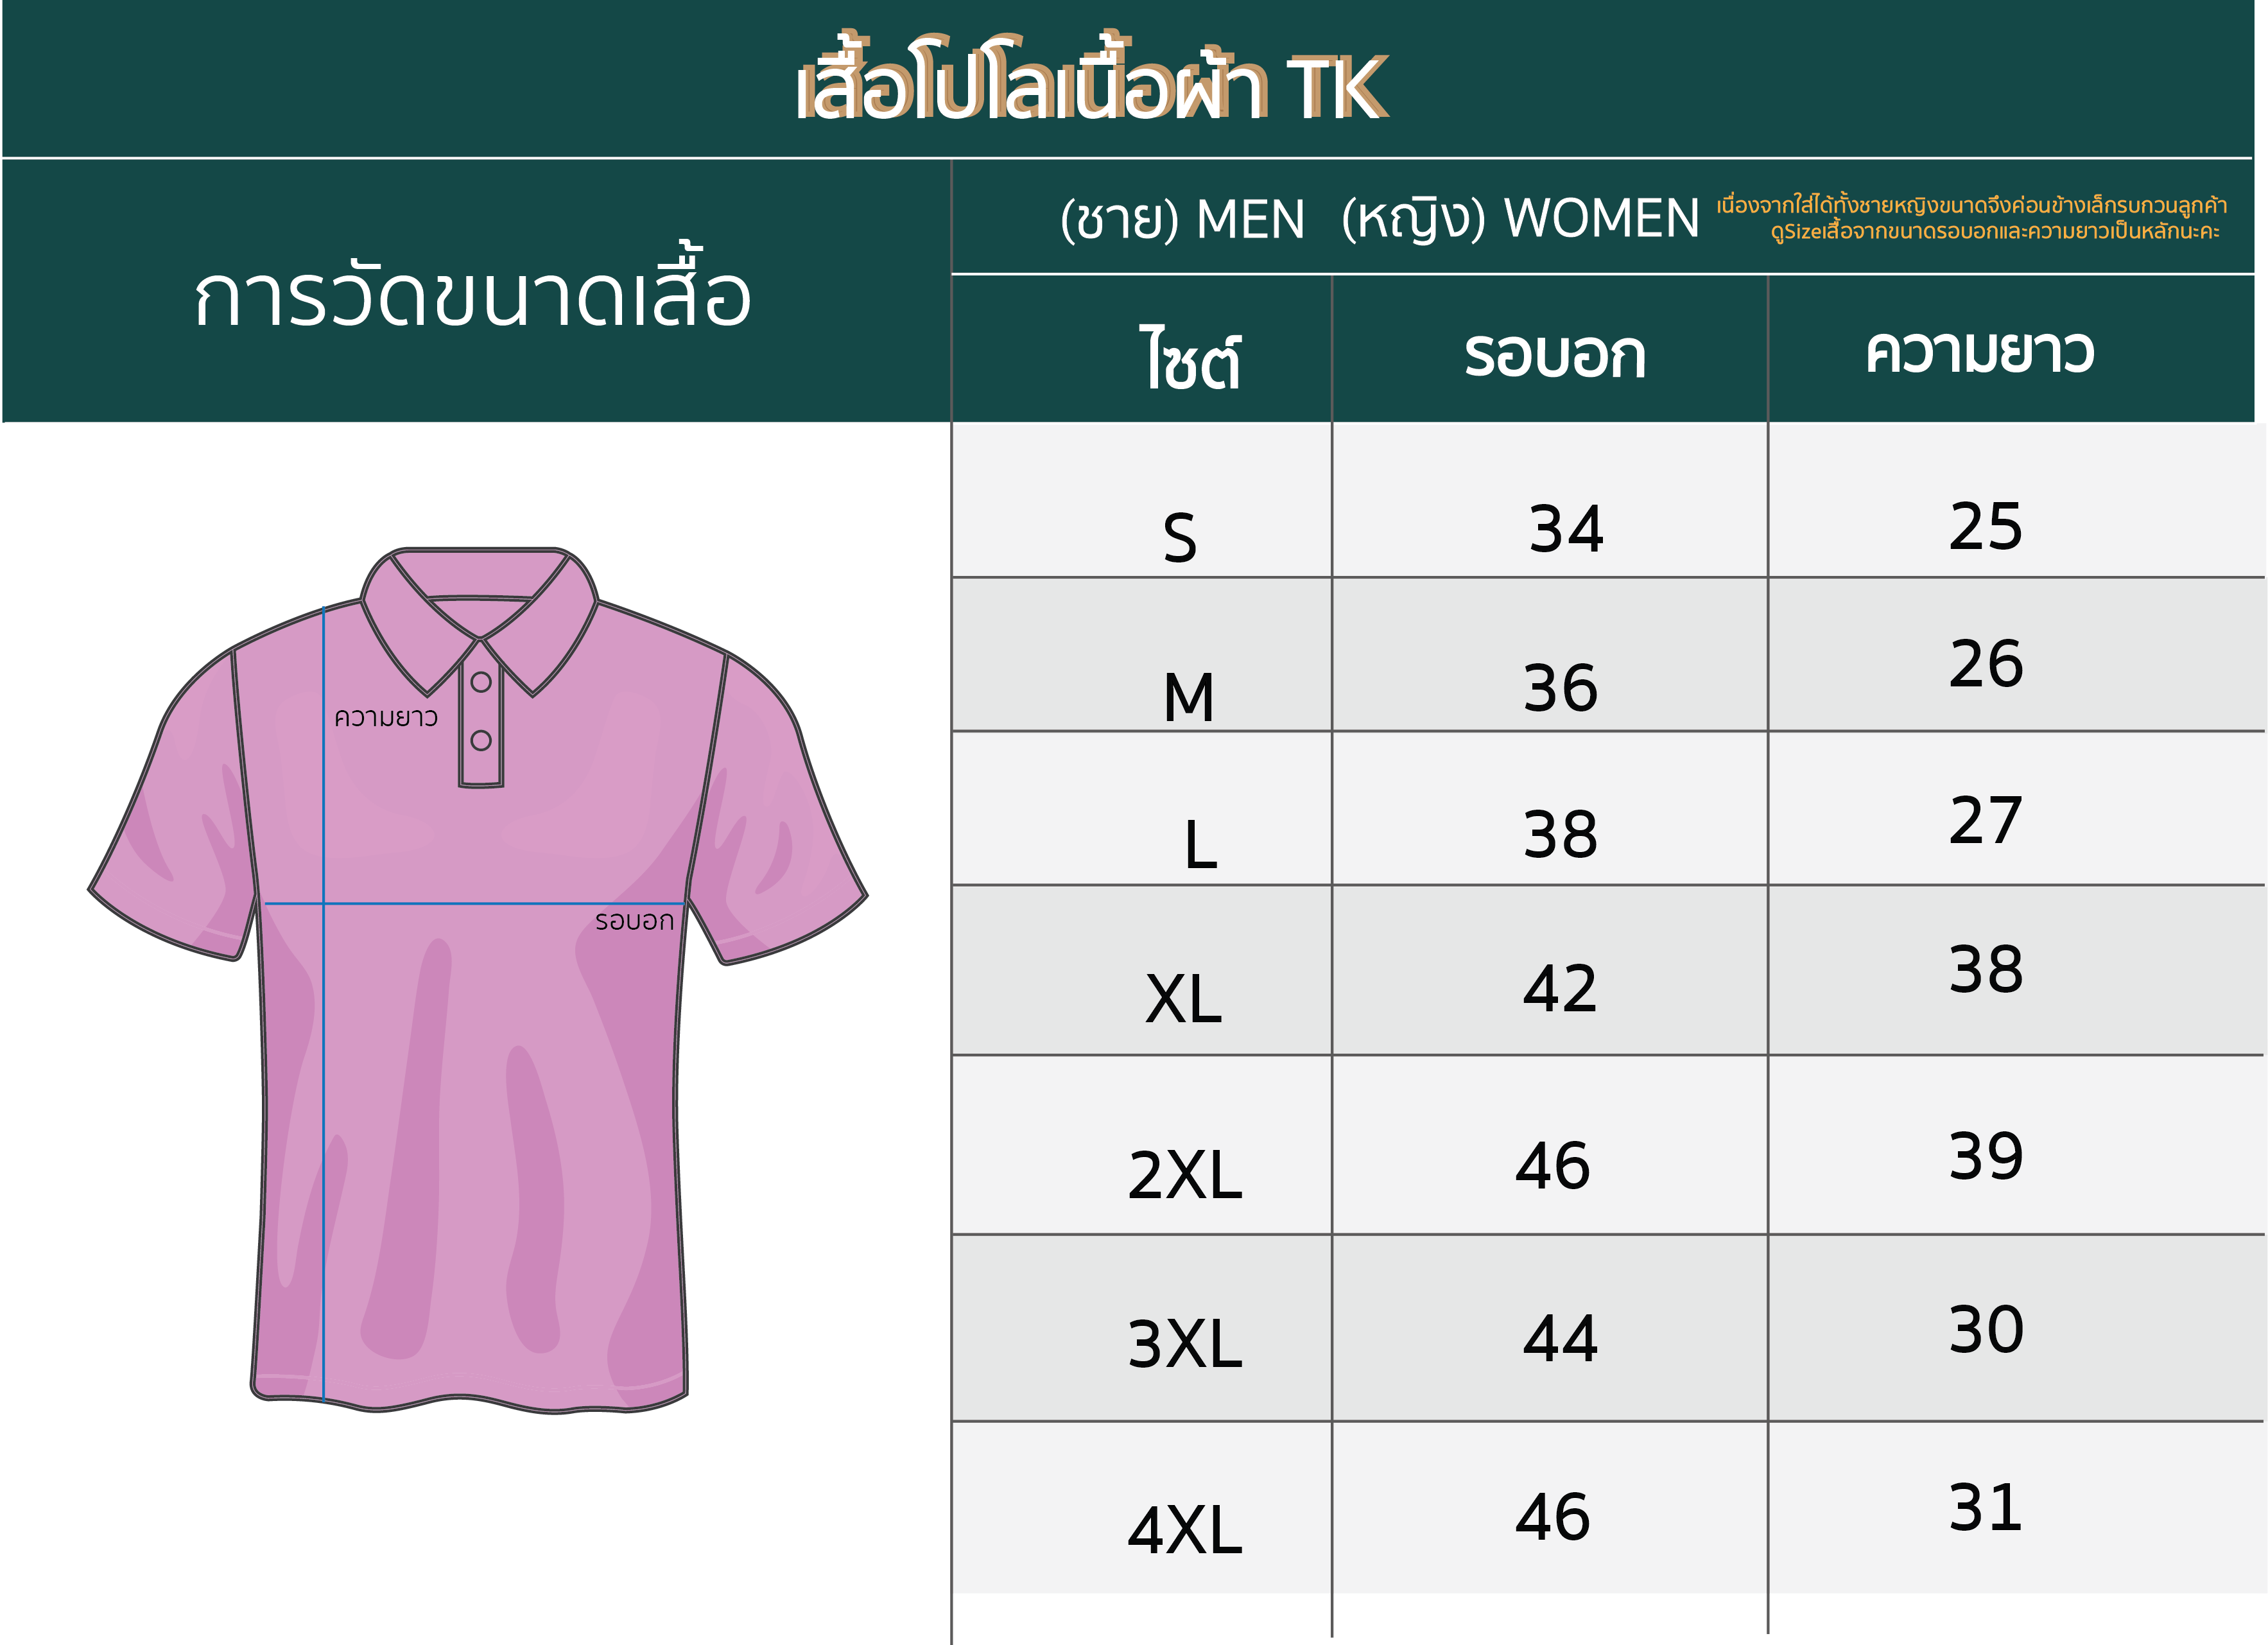 เสื้อโปโลเนื้อผ้า TK
(ชาย) MEN (หญิง) WOMEN
เนื่องจากใส่ได้ทั้งชายหญิงขนาดจึงค่อนข้างเล็กรบกวนลูกค้า
ดูSizeเสื้อจากขนาดรอบอกและความยาวเป็นหลักนะคะ
การวัดขนาดเสื้อ
ไซต์ รอบอก ความยาว
S 34 25
M 36 26
L 38 27
XL 42 38
2XL 46 39
3XL 44 30
4XL 46 31
ความยาว
รอบอก